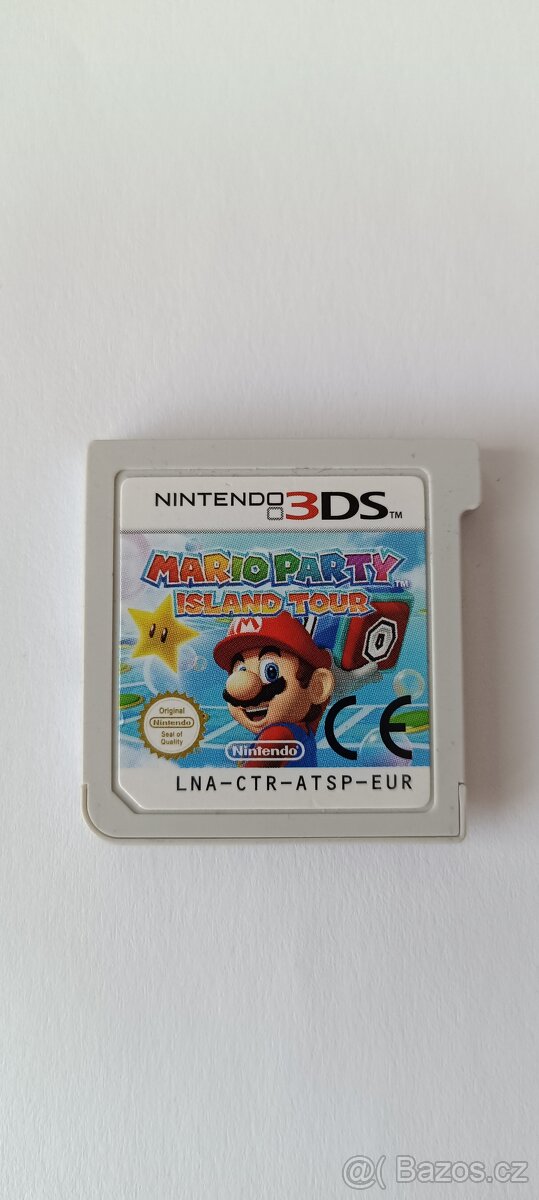 NINTENDO 3DS™
MARIO PARTY™
ISLAND TOUR
M
0
Original
Nintendo
Seal of
Quality
Nintendo
CE
LNA-CTR-ATSP-EUR
@( Bazos.cz